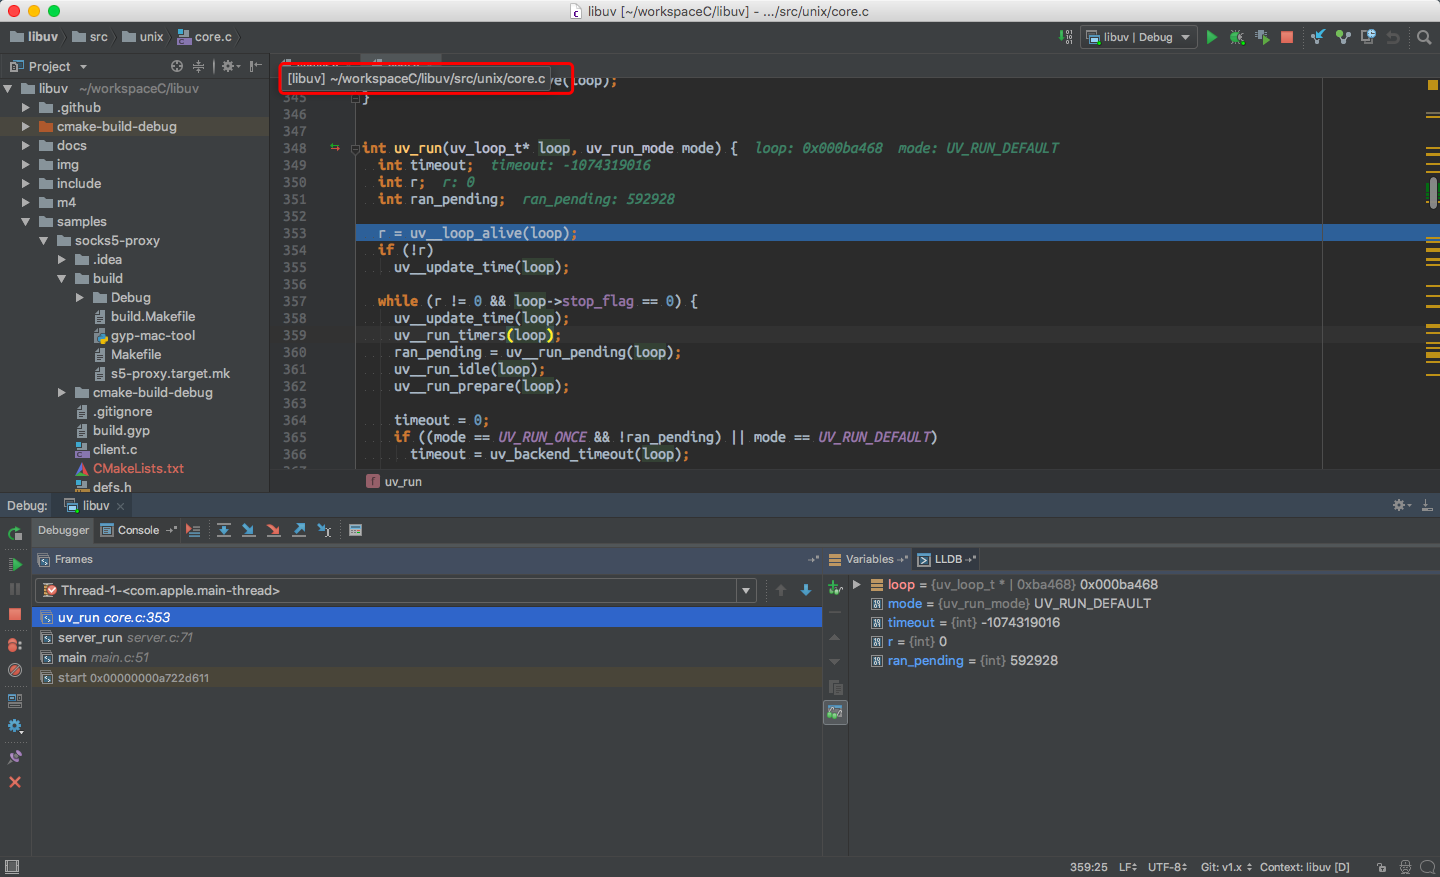 libuv [~/workspaceC/libuv] - .../src/unix/core.c
libuv src unix core.c
libuv | Debug
Project
[libuv] ~/workspaceC/libuv/src/unix/core.c
ve(loop);
libuv ~/workspaceC/libuv
.github
cmake-build-debug
docs
img
include
m4
samples
socks5-proxy
.idea
build
Debug
build.Makefile
gyp-mac-tool
Makefile
s5-proxy.target.mk
cmake-build-debug
.gitignore
build.gyp
client.c
CMakeLists.txt
defs.h
345 }
346
347
348 int uv_run(uv_loop_t* loop, uv_run_mode mode) { loop: 0x000ba468 mode: UV_RUN_DEFAULT
349 int timeout; timeout: -1074319016
350 int r; r: 0
351 int ran_pending; ran_pending: 592928
352
353 r = uv__loop_alive(loop);
354 if (!r)
355 uv__update_time(loop);
356
357 while (r != 0 && loop->stop_flag == 0) {
358 uv__update_time(loop);
359 uv__run_timers(loop);
360 ran_pending = uv__run_pending(loop);
361 uv__run_idle(loop);
362 uv__run_prepare(loop);
363
364 timeout = 0;
365 if ((mode == UV_RUN_ONCE && !ran_pending) || mode == UV_RUN_DEFAULT)
366 timeout = uv_backend_timeout(loop);
f uv_run
Debug: libuv
Debugger Console
Frames
Variables LLDB
Thread-1-<com.apple.main-thread>
uv_run core.c:353
server_run server.c:71
main main.c:51
start 0x00000000a722d611
loop = {uv_loop_t * | 0xba468} 0x000ba468
mode = {uv_run_mode} UV_RUN_DEFAULT
timeout = {int} -1074319016
r = {int} 0
ran_pending = {int} 592928
359:25 LF UTF-8 Git: v1.x Context: libuv [D]